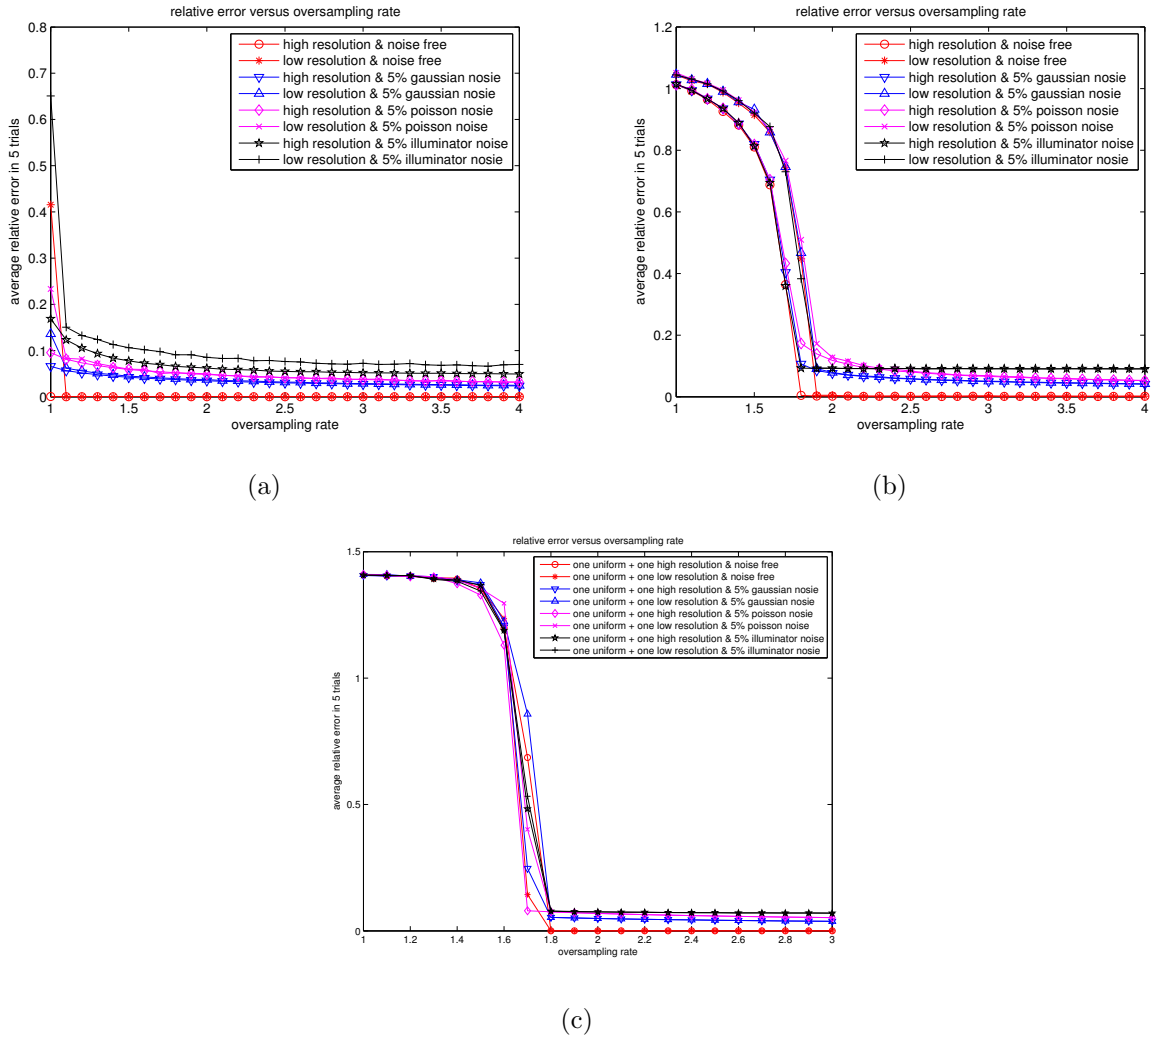 relative error versus oversampling rate
0.8
0.7
0.6
0.5
0.4
0.3
0.2
0.1
0
average relative error in 5 trials
high resolution & noise free
low resolution & noise free
high resolution & 5% gaussian nosie
low resolution & 5% gaussian nosie
high resolution & 5% poisson nosie
low resolution & 5% poisson noise
high resolution & 5% illuminator noise
low resolution & 5% illuminator nosie
1 1.5 2 2.5 3 3.5 4
oversampling rate
(a)
relative error versus oversampling rate
1.2
1
0.8
0.6
0.4
0.2
0
average relative error in 5 trials
high resolution & noise free
low resolution & noise free
high resolution & 5% gaussian nosie
low resolution & 5% gaussian nosie
high resolution & 5% poisson nosie
low resolution & 5% poisson noise
high resolution & 5% illuminator noise
low resolution & 5% illuminator nosie
1 1.5 2 2.5 3 3.5 4
oversampling rate
(b)
relative error versus oversampling rate
1.5
1
0.5
0
average relative error in 5 trials
one uniform + one high resolution & noise free
one uniform + one low resolution & noise free
one uniform + one high resolution & 5% gaussian nosie
one uniform + one low resolution & 5% gaussian nosie
one uniform + one high resolution & 5% poisson nosie
one uniform + one low resolution & 5% poisson noise
one uniform + one high resolution & 5% illuminator noise
one uniform + one low resolution & 5% illuminator nosie
1 1.2 1.4 1.6 1.8 2 2.2 2.4 2.6 2.8 3
oversampling rate
(c)